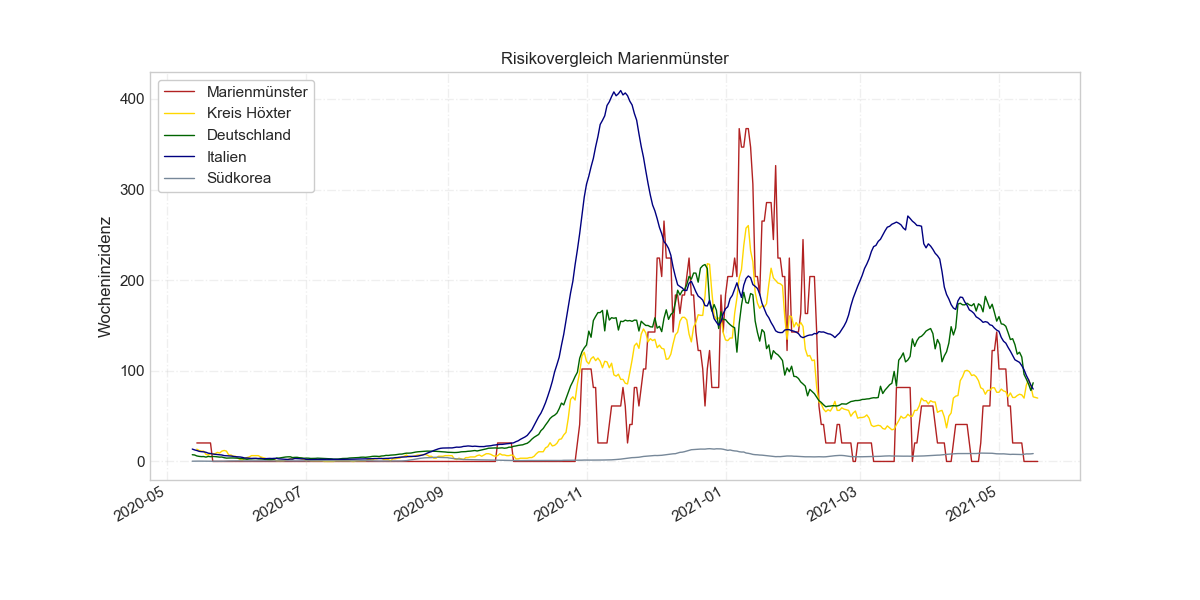 Risikovergleich Marienmünster
Marienmünster
Kreis Höxter
Deutschland
Italien
Südkorea
Wocheninzidenz
400
300
200
100
0
2020-05
2020-07
2020-09
2020-11
2021-01
2021-03
2021-05